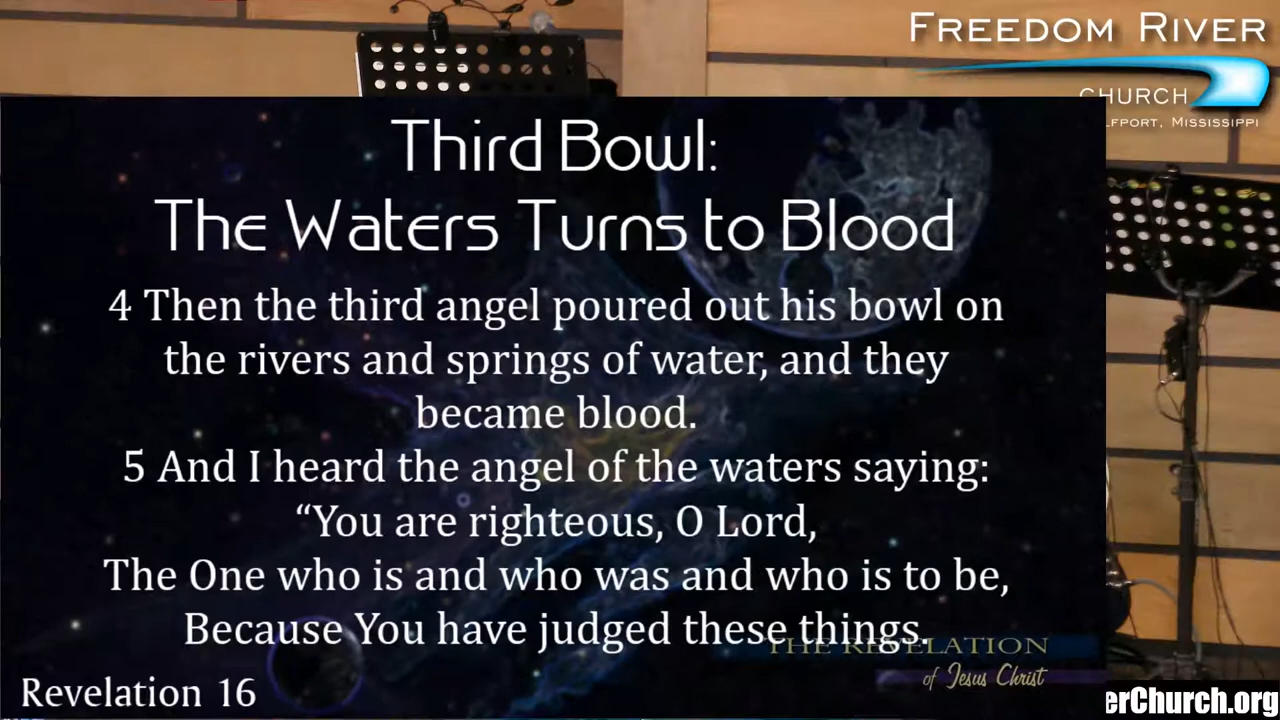 FREEDOM RIVER
CHURCH
LFPORT, MISSISSIPPI
Third Bowl:
The Waters Turns to Blood
4 Then the third angel poured out his bowl on
the rivers and springs of water, and they
became blood.
5 And I heard the angel of the waters saying:
“You are righteous, O Lord,
The One who is and who was and who is to be,
Because You have judged these things.
THE REVELATION
of Jesus Christ
Revelation 16
erChurch.org